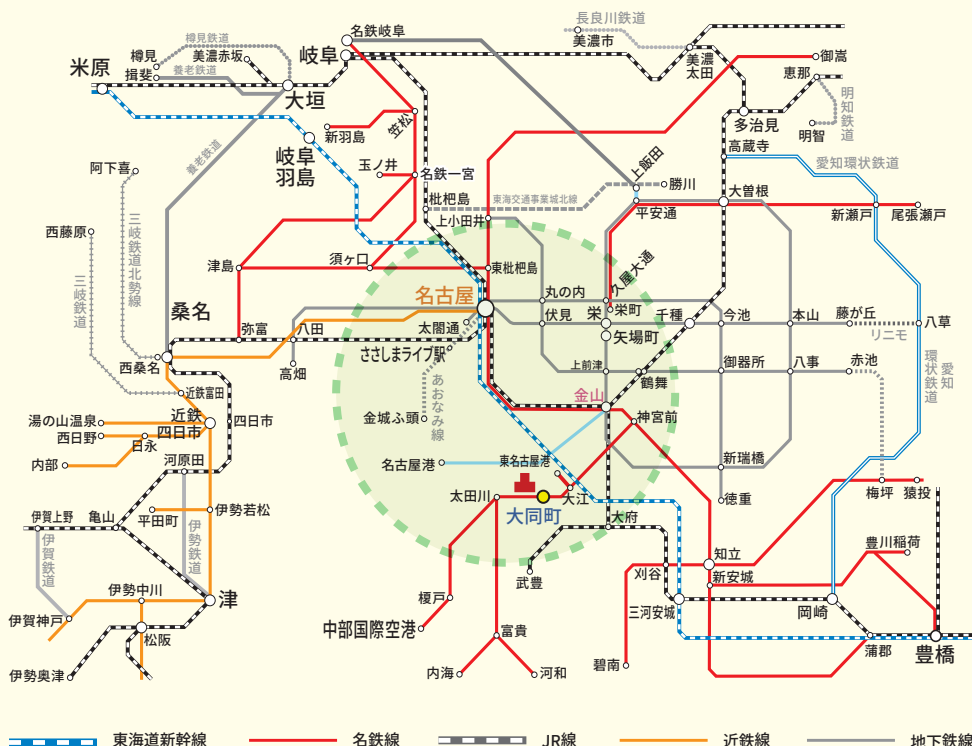 長良川鉄道
名鉄岐阜
樽見鉄道
美濃市
樽見
美濃赤坂
岐阜
美濃
太田
御嵩
米原
揖斐
養老鉄道
恵那
大垣
明知鉄道
新羽島
笠松
多治見
明智
岐阜
羽島
養老鉄道
高蔵寺
上飯田
愛知環状鉄道
阿下喜
玉ノ井
名鉄一宮
勝川
大曽根
枇杷島
東海交通事業城北線
平安通
新瀬戸
尾張瀬戸
三岐鉄道北勢線
上小田井
西藤原
須ヶ口
津島
東枇杷島
久屋大通
三岐鉄道
名古屋
丸の内
桑名
弥富
八田
太閤通
伏見
栄
栄町
千種
今池
本山
藤が丘
八草
リニモ
矢場町
ささしまライブ駅
西桑名
高畑
上前津
御器所
八事
赤池
環状鉄道
愛知
近鉄富田
あおなみ線
鶴舞
金山
近鉄
四日市
四日市
湯の山温泉
西日野
日永
金城ふ頭
神宮前
内部
河原田
名古屋港
東名古屋港
新瑞橋
太田川
大江
徳重
梅坪
猿投
伊賀上野
亀山
平田町
伊勢若松
大同町
大府
伊賀鉄道
伊勢鉄道
豊川稲荷
知立
刈谷
新安城
武豊
伊勢中川
津
榎戸
三河安城
岡崎
伊賀神戸
松阪
中部国際空港
富貴
蒲郡
豊橋
碧南
伊勢奥津
内海
河和
東海道新幹線
名鉄線
JR線
近鉄線
地下鉄線